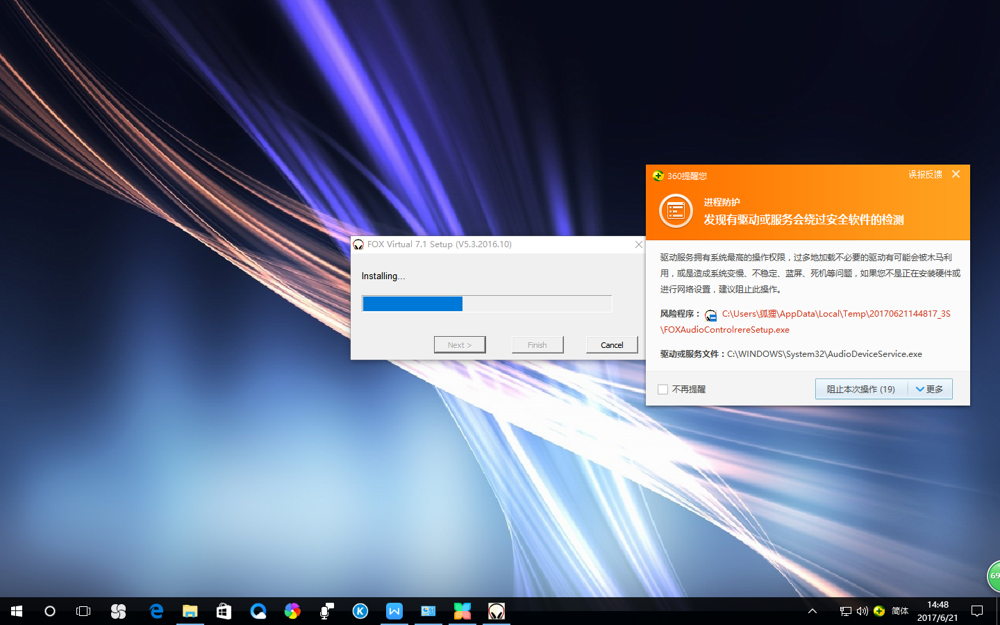 FOX Virtual 7.1 Setup (V5.3.2016.10)
Installing...
Next >
Finish
Cancel
360提醒您
误报反馈
进程防护
发现有驱动或服务会绕过安全软件的检测
驱动服务拥有系统最高的操作权限，过多地加载不必要的驱动有可能会被木马利
用，或是造成系统变慢、不稳定、蓝屏、死机等问题，如果您不是正在安装硬件或
进行网络设置，建议阻止此操作。
风险程序： C:\Users\狐狸\AppData\Local\Temp\20170621144817_3S
\FOXAudioControlrereSetup.exe
驱动或服务文件：C:\WINDOWS\System32\AudioDeviceService.exe
不再提醒
阻止本次操作 (19)
更多
69
简体
14:48
2017/6/21